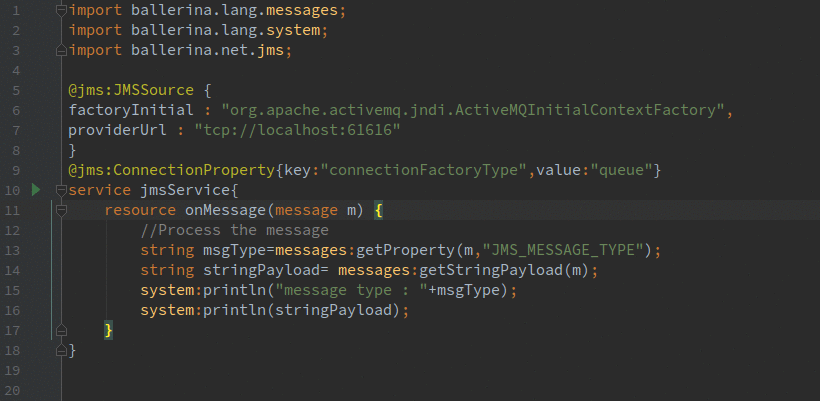 1 import ballerina.lang.messages;
2 import ballerina.lang.system;
3 import ballerina.net.jms;
4
5 @jms:JMSSource {
6 factoryInitial : "org.apache.activemq.jndi.ActiveMQInitialContextFactory",
7 providerUrl : "tcp://localhost:61616"
8 }
9 @jms:ConnectionProperty{key:"connectionFactoryType",value:"queue"}
10 service jmsService{
11 resource onMessage(message m) {
12 //Process the message
13 string msgType=messages:getProperty(m,"JMS_MESSAGE_TYPE");
14 string stringPayload= messages:getStringPayload(m);
15 system:println("message type : "+msgType);
16 system:println(stringPayload);
17 }
18 }
19
20